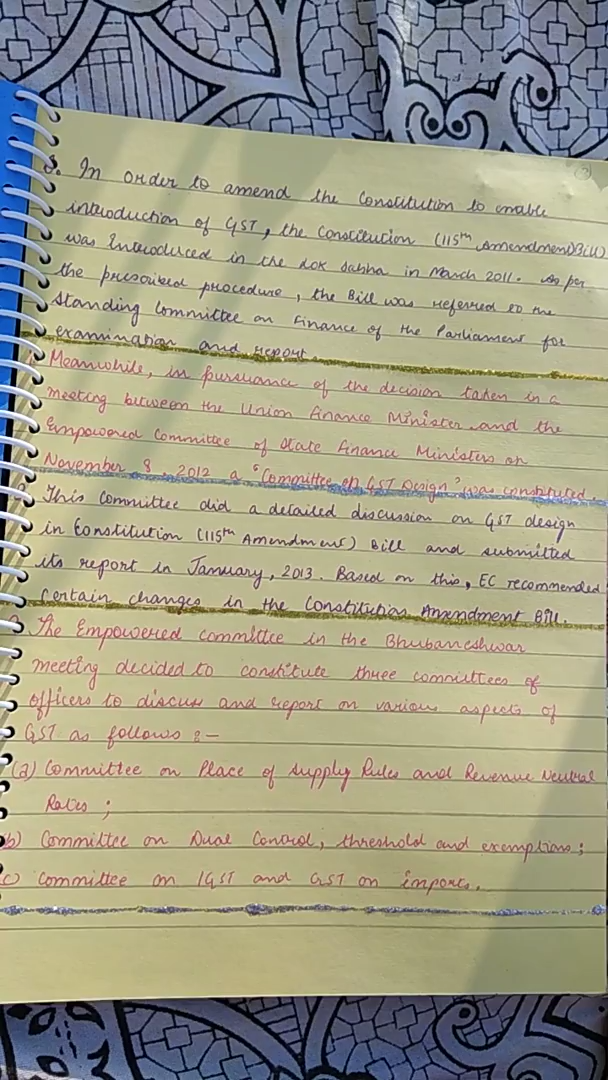 In order to amend the Constitution to enable
introduction of GST, the Constitution (115th Amendment) Bill)
was Introduced in the Lok Sabha in March 2011. As per
the prescribed procedure, the Bill was referred to the
Standing Committee on Finance of the Parliament for
examination and report.
Meanwhile, in pursuance of the decision taken in a
meeting between the Union Finance Minister and the
Empowered Committee of State Finance Ministers on
November 8, 2012 a "Committee on GST Design" was constituted.
This Committee did a detailed discussion on GST design
in Constitution (115th Amendment) Bill and submitted
its report in January, 2013. Based on this, EC recommended
Certain changes in the Constitution Amendment Bill.
The Empowered committee in the Bhubaneshwar
meeting decided to constitute three committees of
officers to discuss and report on various aspects of
GST as follows :-
(a) Committee on Place of Supply Rules and Revenue Neutral
Rates ;
b) Committee on Dual Control, threshold and exemptions ;
c) Committee on IGST and GST on imports.